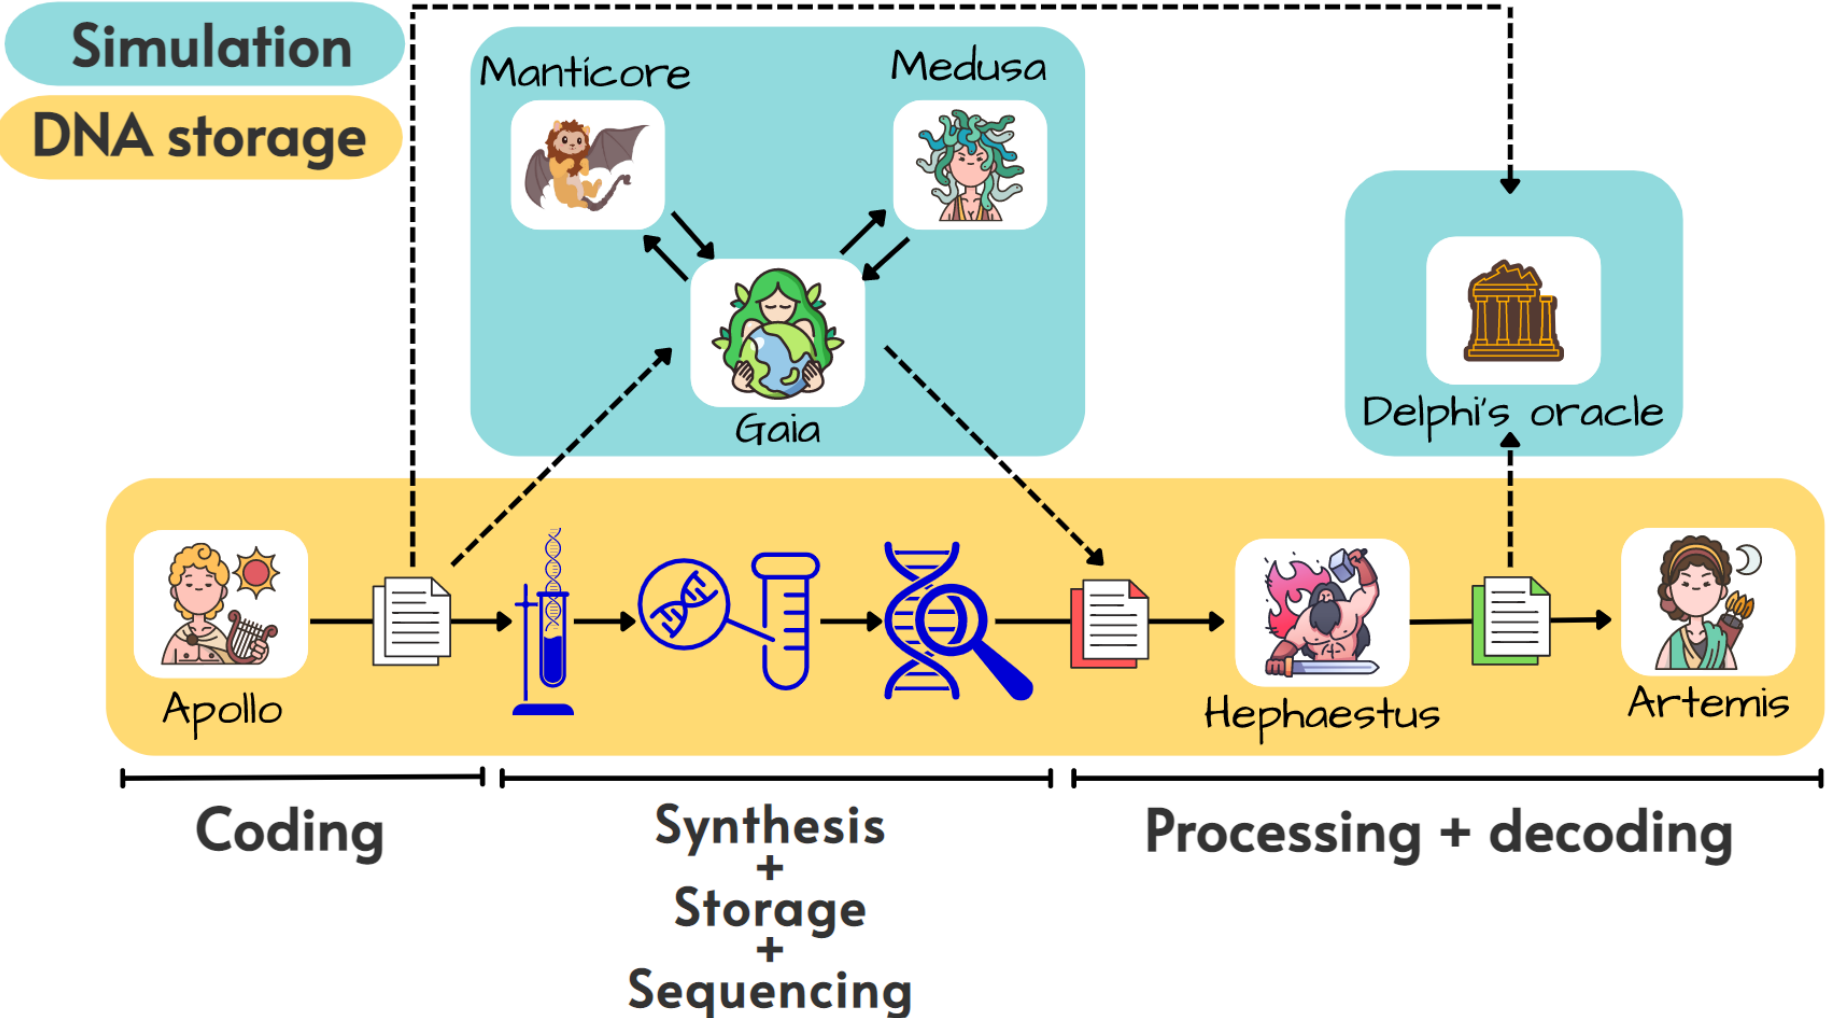 Simulation
DNA storage
Manticore
Medusa
Gaia
Delphi's oracle
Apollo
Hephaestus
Artemis
Coding
Synthesis
+
Storage
+
Sequencing
Processing + decoding